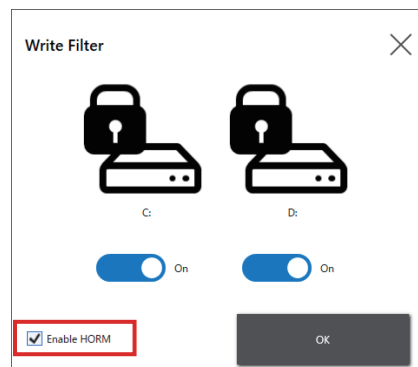 Write Filter
C:
D:
On
On
Enable HORM
OK